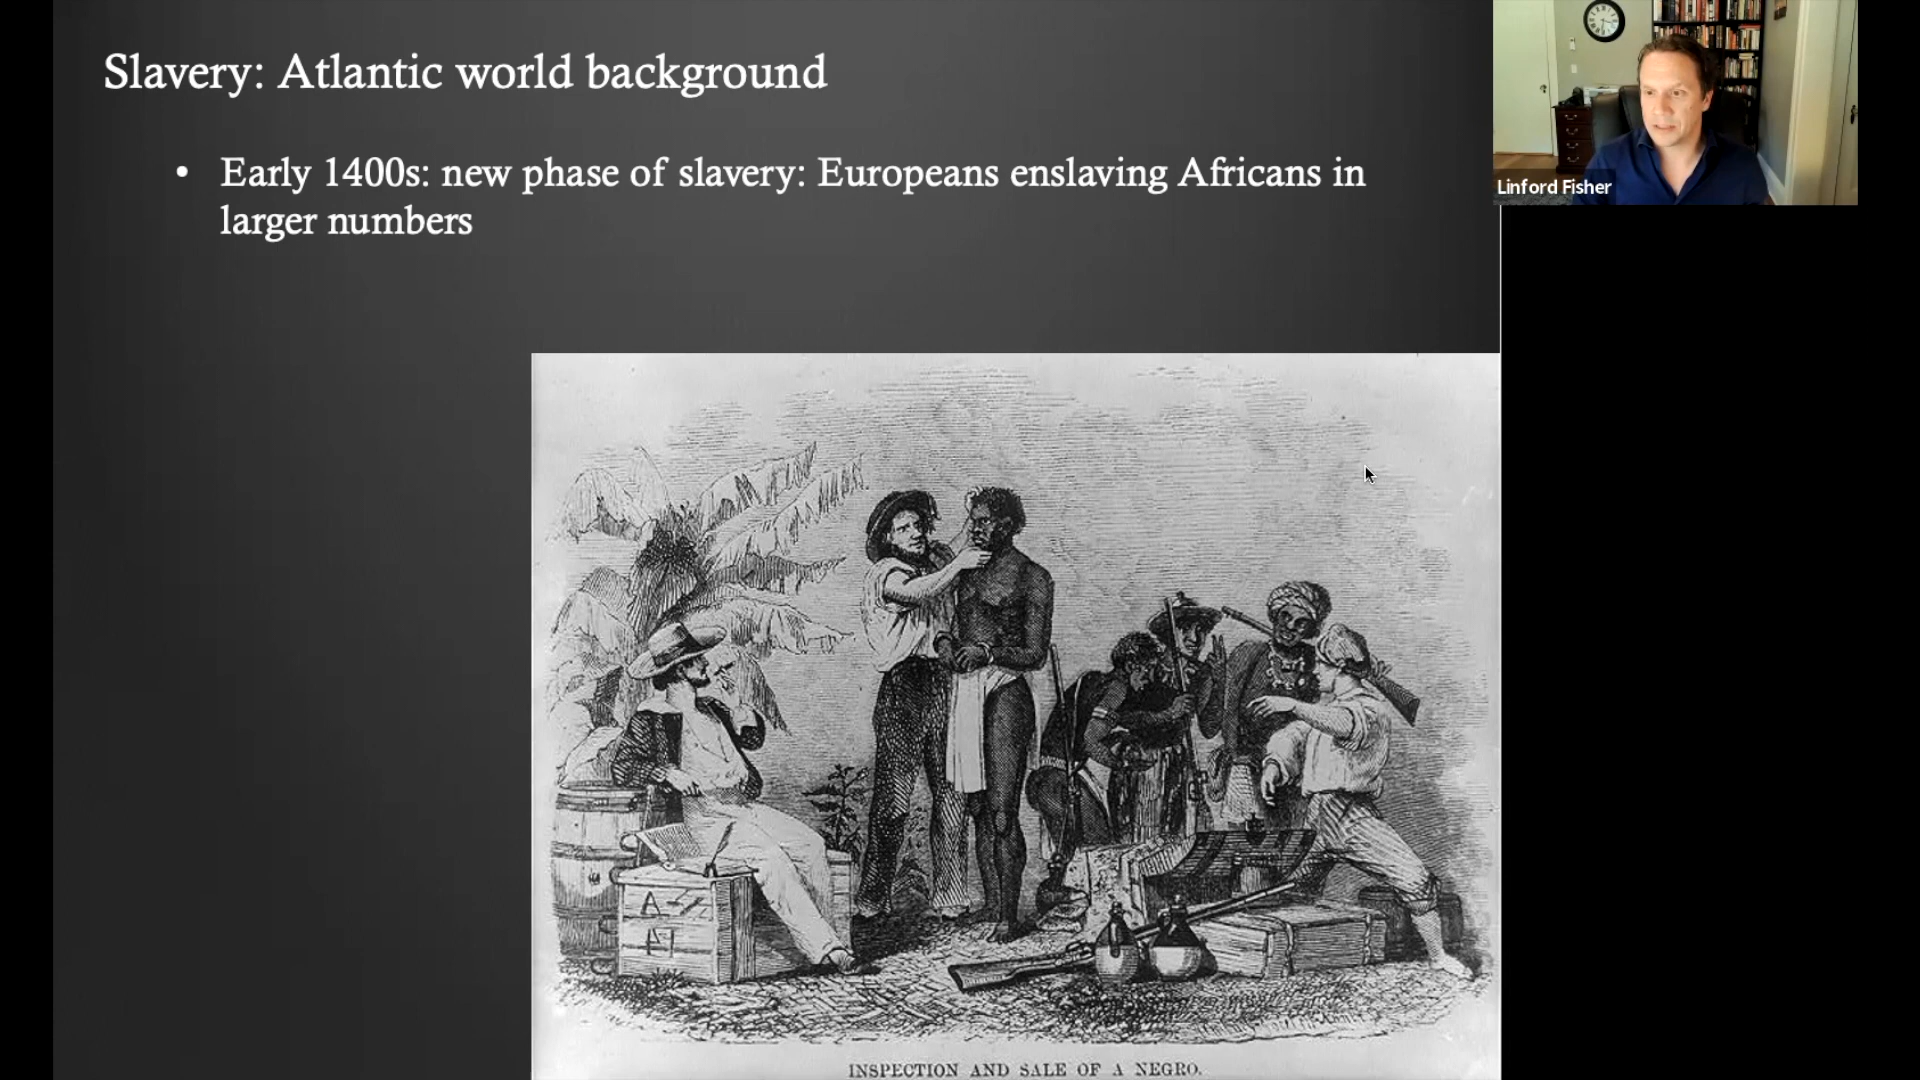 Slavery: Atlantic world background
• Early 1400s: new phase of slavery: Europeans enslaving Africans in
larger numbers
Linford Fisher
INSPECTION AND SALE OF A NEGRO.